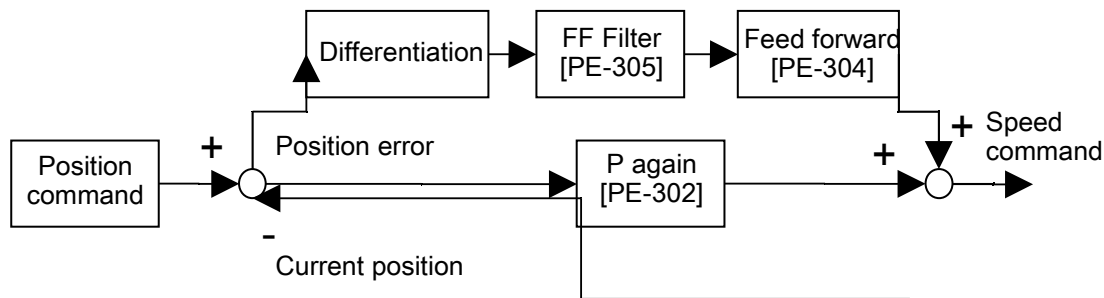 Differentiation
FF Filter
[PE-305]
Feed forward
[PE-304]
Position
command
+
Position error
P again
[PE-302]
+
+
Speed
command
-
Current position